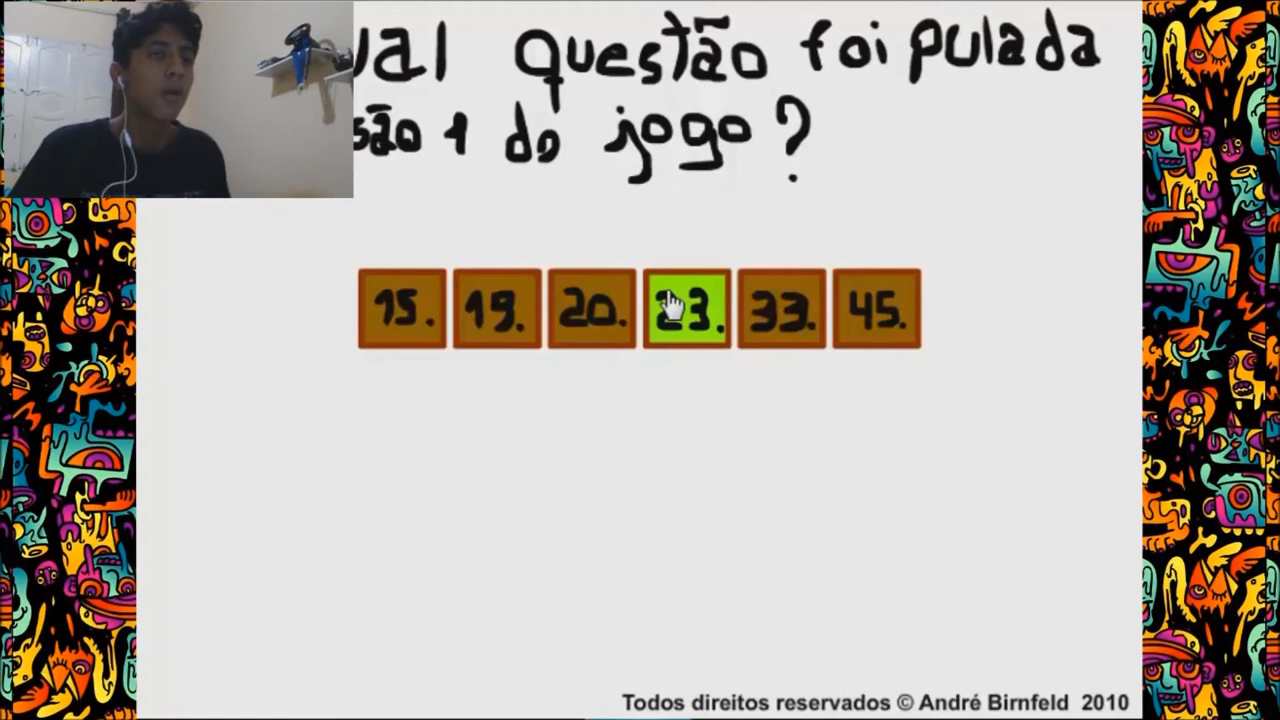 ual questão foi pulada
são 1 do jogo?
15. 19. 20. 23. 33. 45.
Todos direitos reservados © André Birnfeld 2010